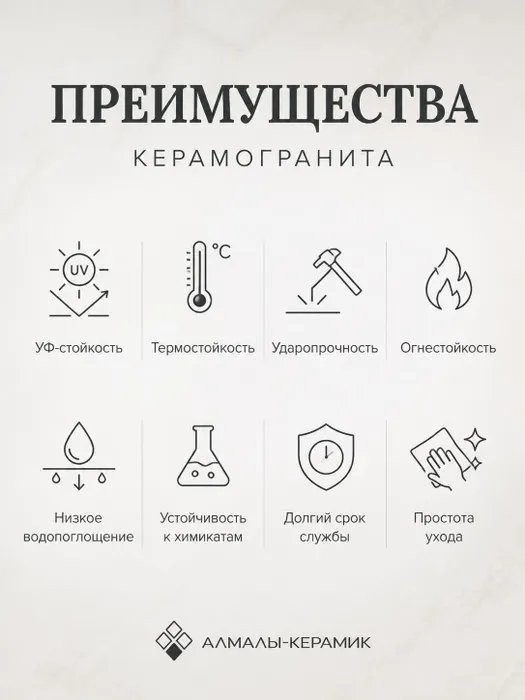 ПРЕИМУЩЕСТВА
КЕРАМОГРАНИТА
UV
°C
УФ-стойкость
Термостойкость
Ударопрочность
Огнестойкость
Низкое
водопоглощение
Устойчивость
к химикатам
Долгий срок
службы
Простота
ухода
АЛМАЛЫ-КЕРАМИК